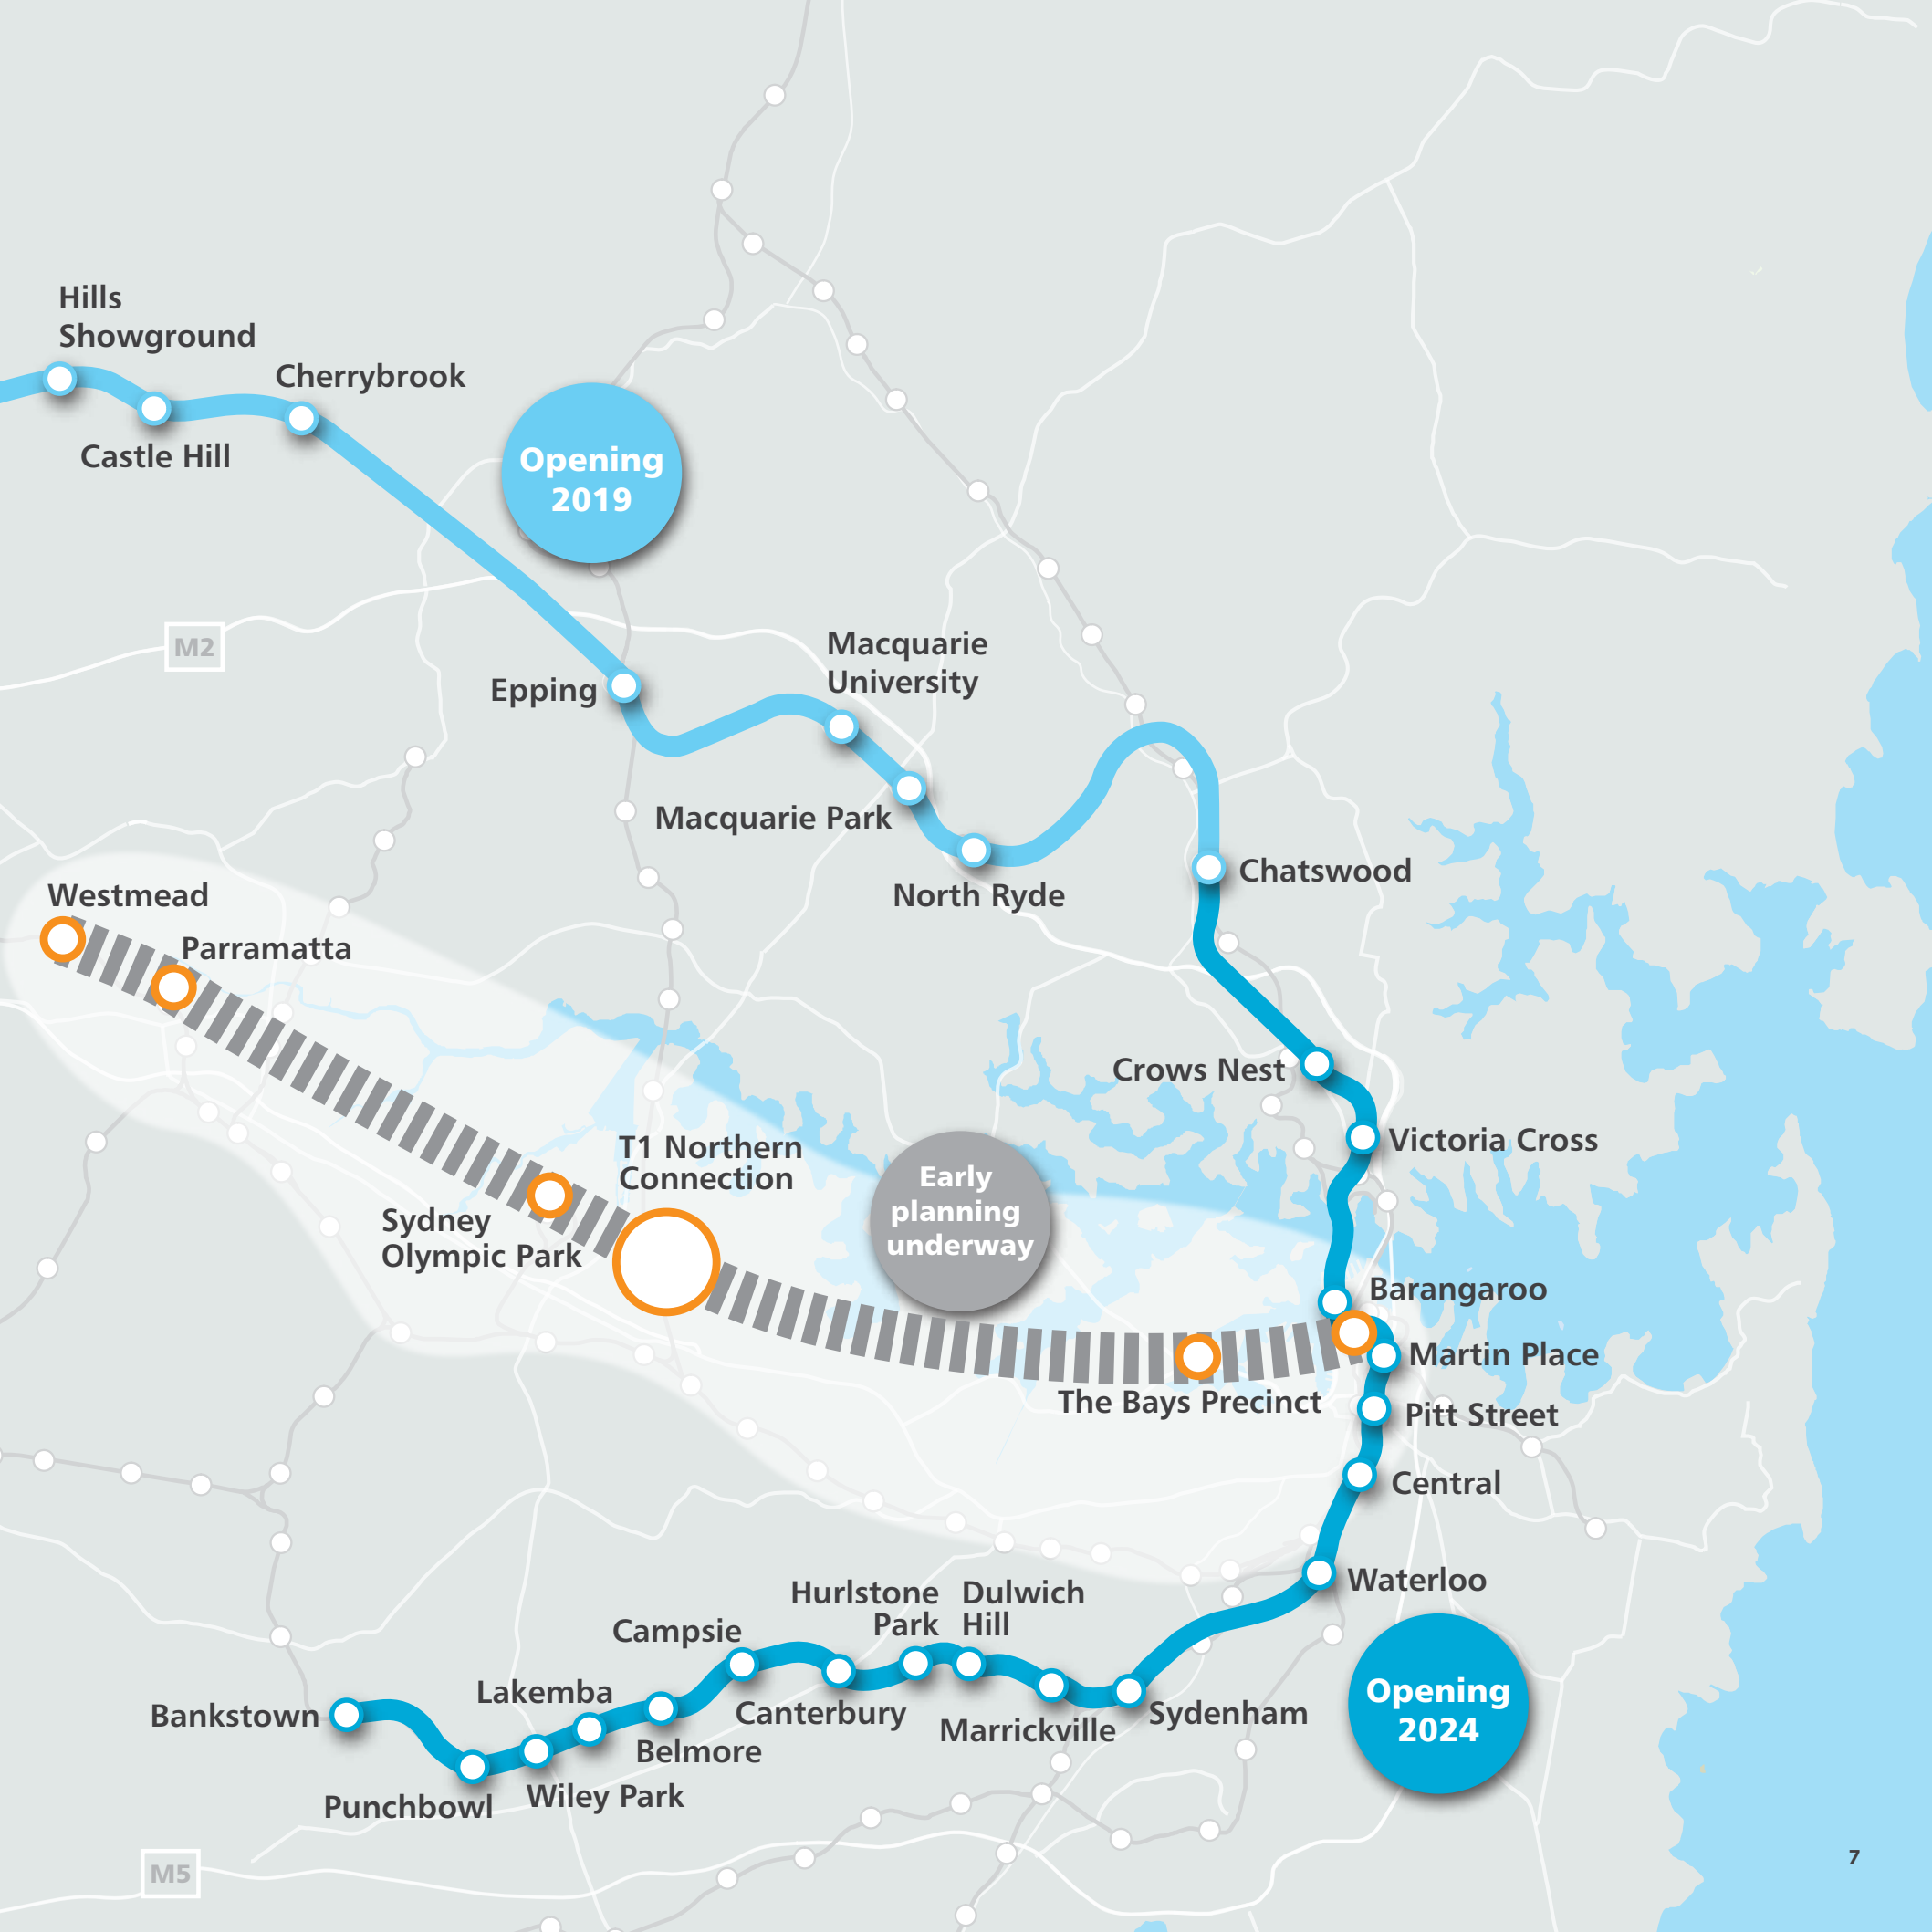 Hills
Showground
Cherrybrook
Castle Hill
Opening
2019
M2
Macquarie
University
Epping
Macquarie Park
North Ryde
Chatswood
Westmead
Parramatta
Crows Nest
T1 Northern
Connection
Victoria Cross
Early
planning
underway
Sydney
Olympic Park
Barangaroo
Martin Place
The Bays Precinct
Pitt Street
Central
Waterloo
Hurlstone
Park
Dulwich
Hill
Campsie
Lakemba
Bankstown
Canterbury
Sydenham
Marrickville
Belmore
Wiley Park
Punchbowl
Opening
2024
M5
7